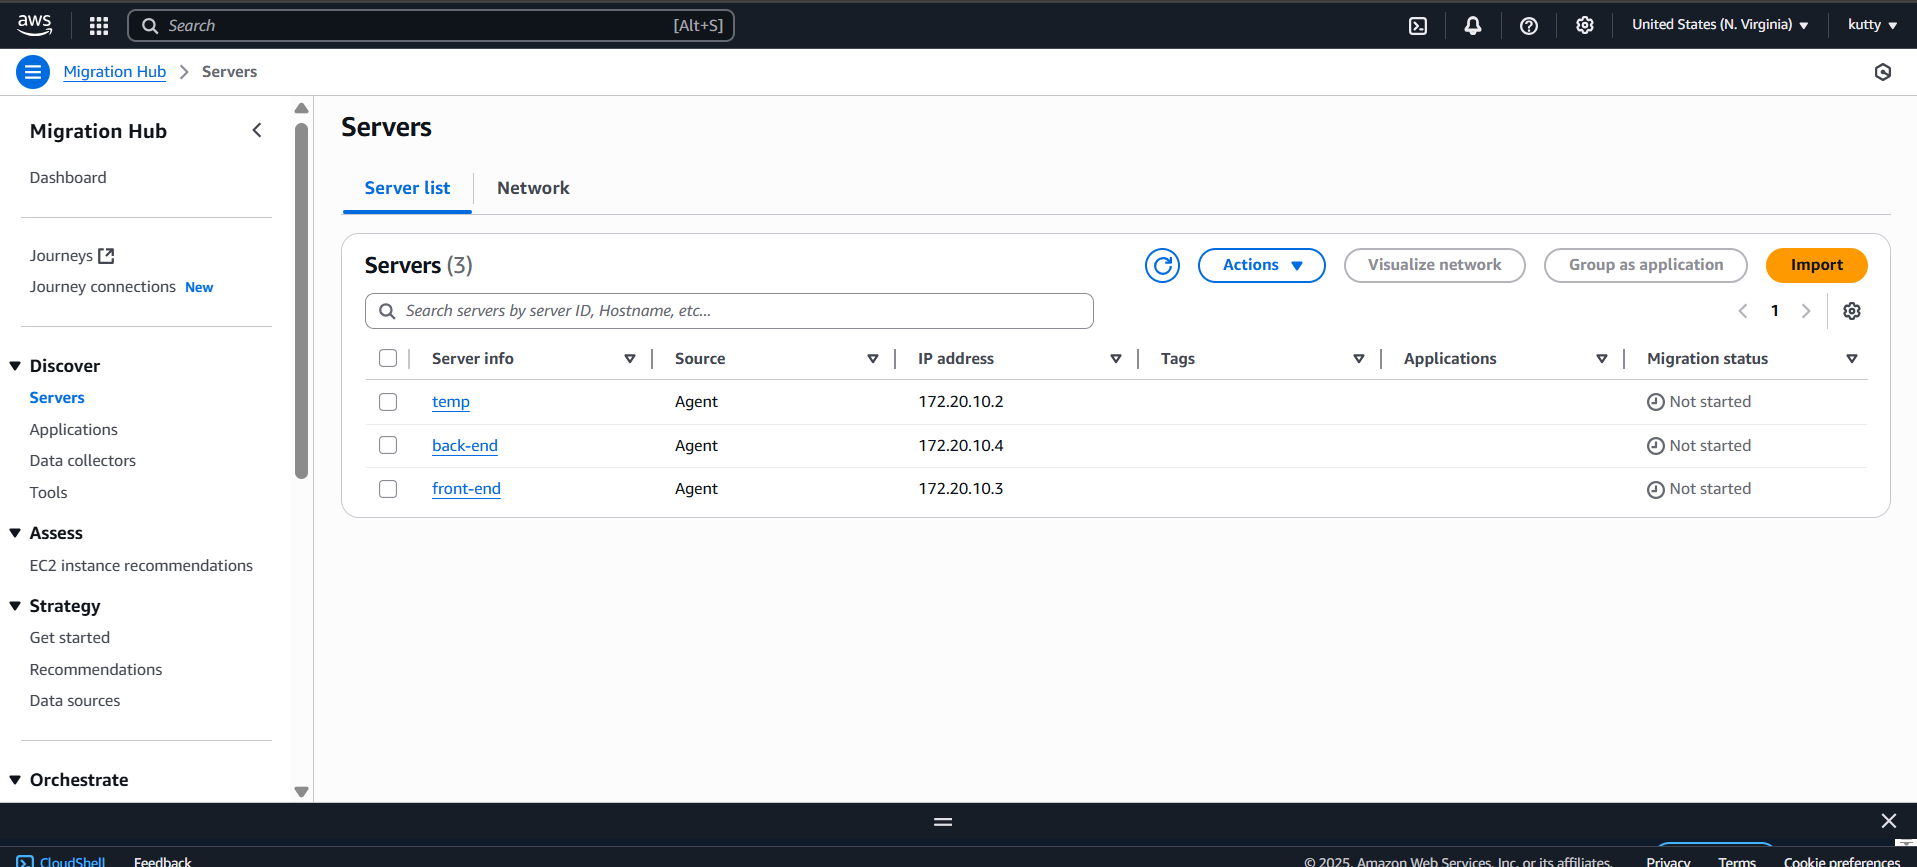 aws
Search
[Alt+S]
United States (N. Virginia)
kutty
Migration Hub
Servers
Migration Hub
Dashboard
Journeys
Journey connections New
Discover
Servers
Applications
Data collectors
Tools
Assess
EC2 instance recommendations
Strategy
Get started
Recommendations
Data sources
Orchestrate
Servers
Server list
Network
Servers (3)
Actions
Visualize network
Group as application
Import
Search servers by server ID, Hostname, etc...
1
Server info
Source
IP address
Tags
Applications
Migration status
temp
Agent
172.20.10.2
Not started
back-end
Agent
172.20.10.4
Not started
front-end
Agent
172.20.10.3
Not started
CloudShell
Feedback
© 2025, Amazon Web Services, Inc. or its affiliates.
Privacy
Terms
Cookie preferences